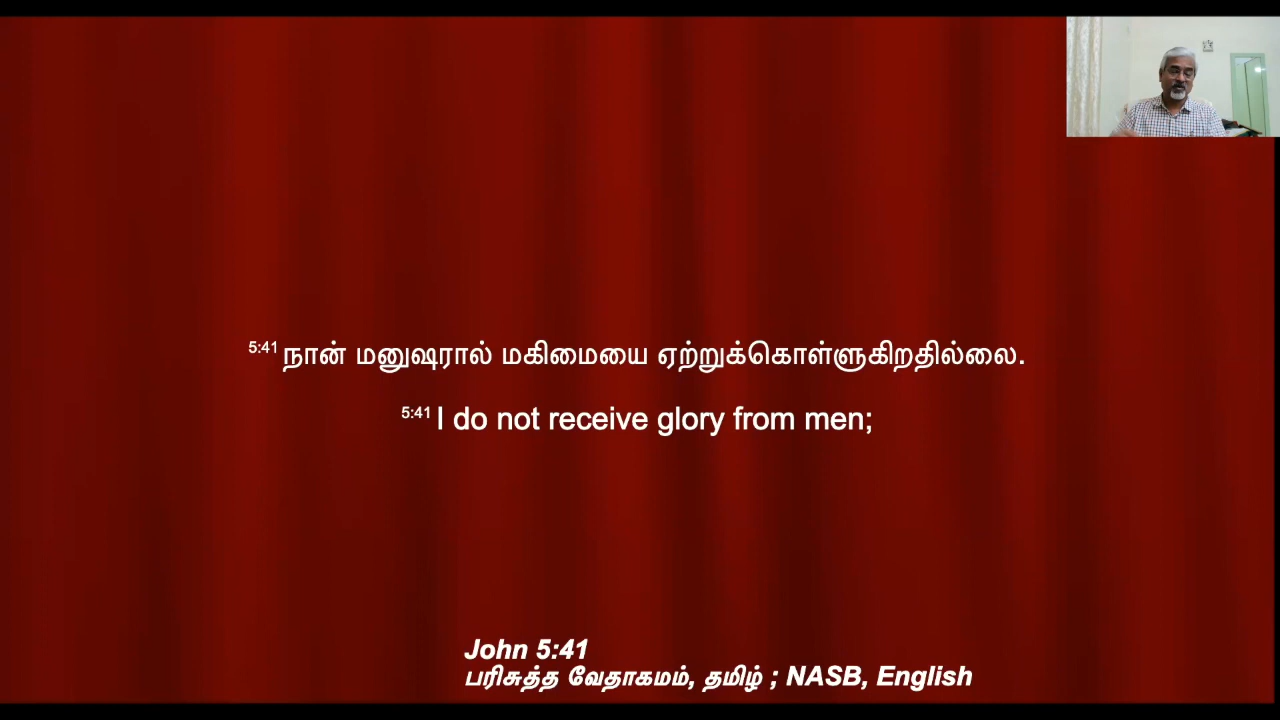 5:41 நான் மனுஷரால் மகிமையை ஏற்றுக்கொள்ளுகிறதில்லை.
5:41 I do not receive glory from men;
John 5:41
பரிசுத்த வேதாகமம், தமிழ் ; NASB, English